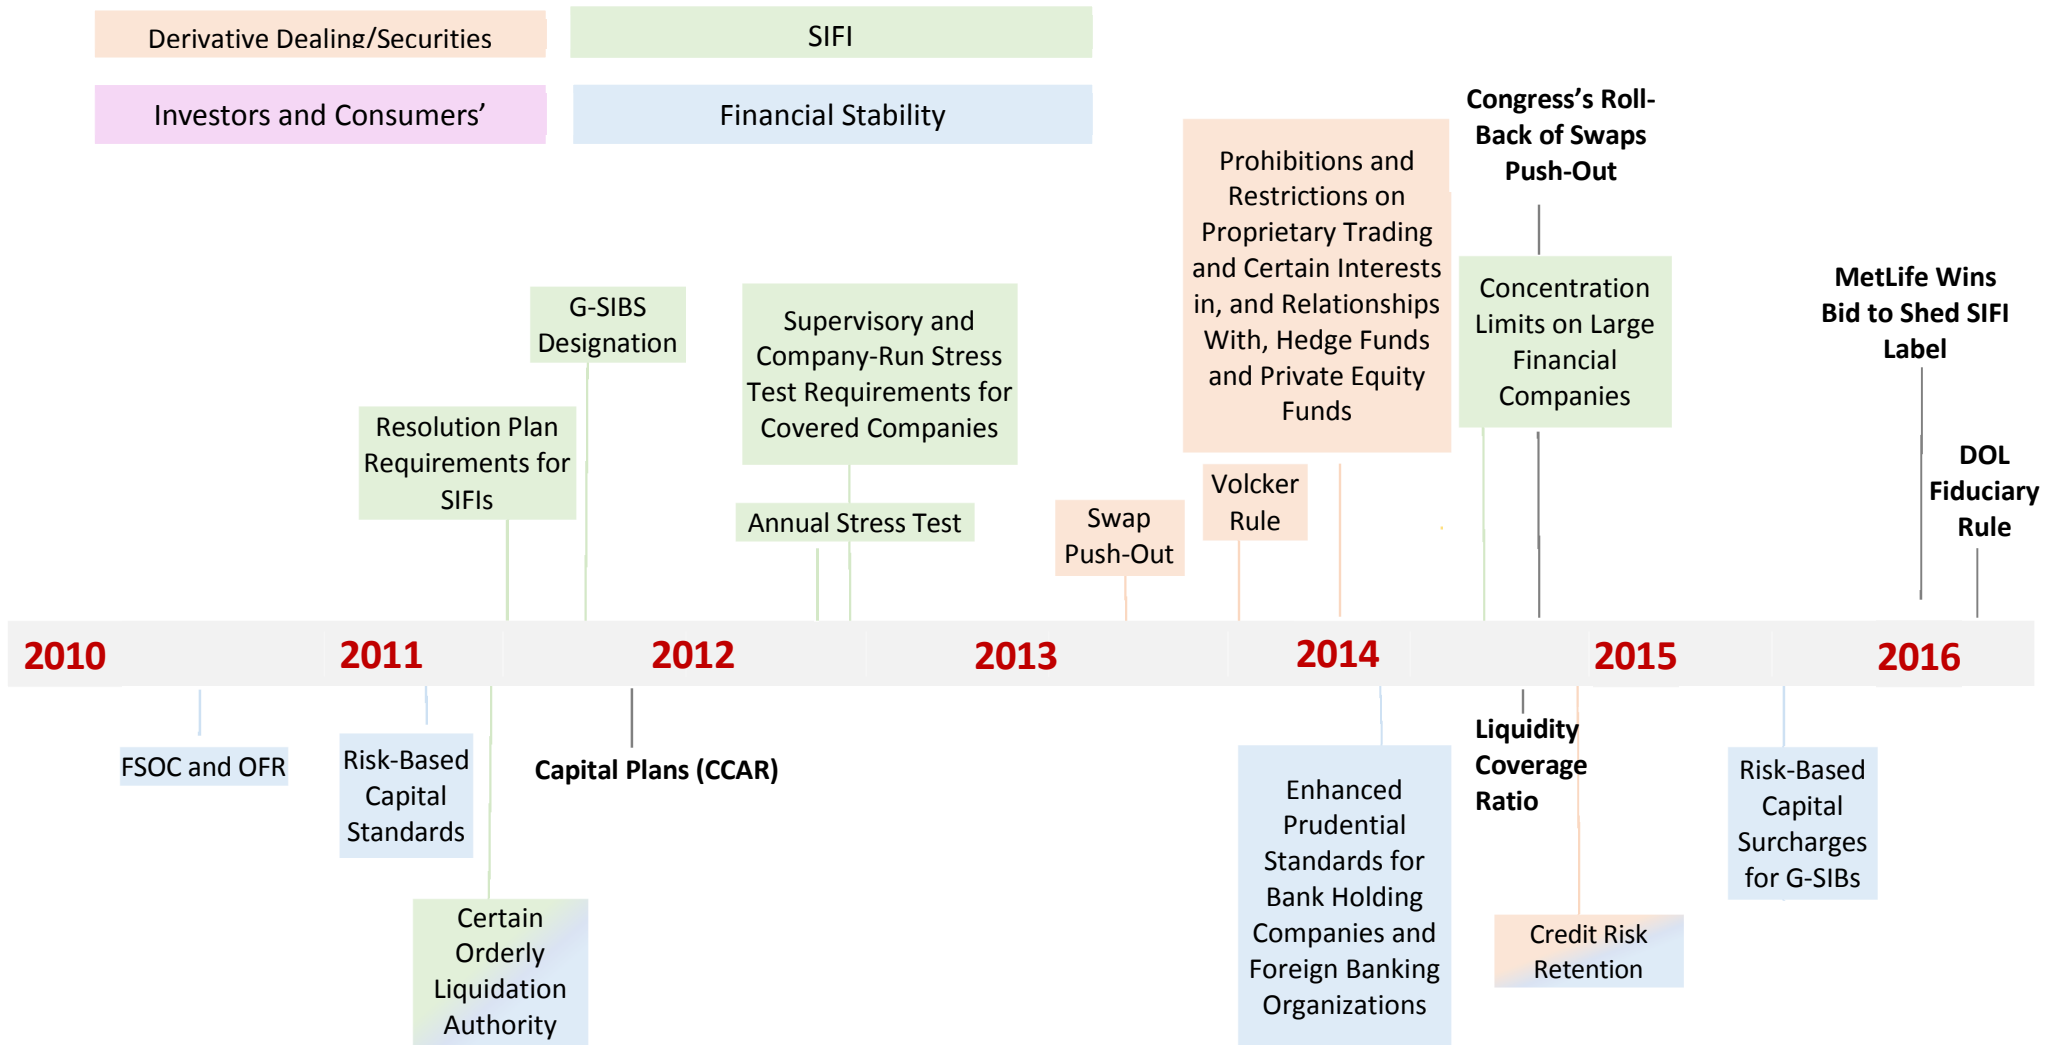 Derivative Dealing/Securities
SIFI
Investors and Consumers’
Financial Stability
Congress’s Roll-
Back of Swaps
Push-Out
Prohibitions and
Restrictions on
Proprietary Trading
and Certain Interests
in, and Relationships
With, Hedge Funds
and Private Equity
Funds
Concentration
Limits on Large
Financial
Companies
MetLife Wins
Bid to Shed SIFI
Label
G-SIBS
Designation
Supervisory and
Company-Run Stress
Test Requirements for
Covered Companies
Resolution Plan
Requirements for
SIFIs
Annual Stress Test
Swap
Push-Out
Volcker
Rule
DOL
Fiduciary
Rule
2010
2011
2012
2013
2014
2015
2016
FSOC and OFR
Risk-Based
Capital
Standards
Capital Plans (CCAR)
Certain
Orderly
Liquidation
Authority
Enhanced
Prudential
Standards for
Bank Holding
Companies and
Foreign Banking
Organizations
Liquidity
Coverage
Ratio
Credit Risk
Retention
Risk-Based
Capital
Surcharges
for G-SIBs